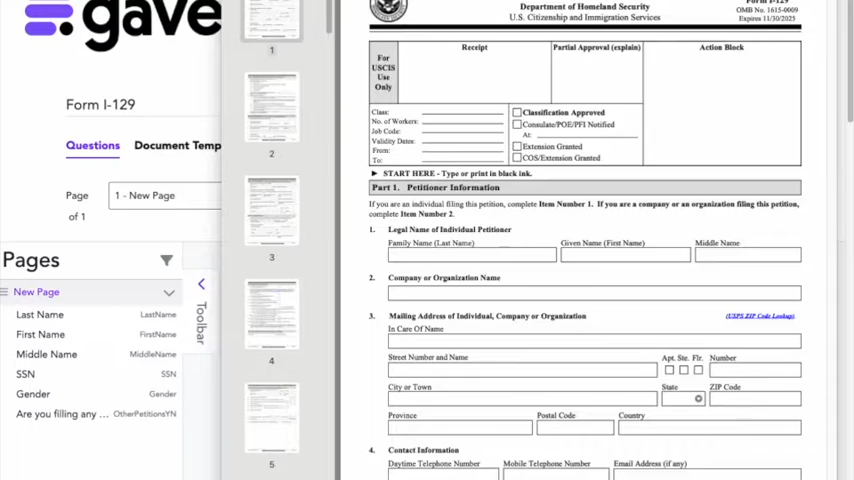 gave
Form I-129
Questions Document Temp
Page 1 - New Page
of 1
Pages
New Page
Last Name LastName
First Name FirstName
Middle Name MiddleName
SSN SSN
Gender Gender
Are you filling any ... OtherPetitionsYN
Toolbar
1
2
3
4
5
Department of Homeland Security
U.S. Citizenship and Immigration Services
Form I-129
OMB No. 1615-0009
Expires 11/30/2025
For USCIS Use Only
Receipt
Partial Approval (explain)
Action Block
Class:
No. of Workers:
Job Code:
Validity Dates:
From:
To:
Classification Approved
Consulate/POE/PFI Notified
At:
Extension Granted
COS/Extension Granted
► START HERE - Type or print in black ink.
Part 1. Petitioner Information
If you are an individual filing this petition, complete Item Number 1. If you are a company or an organization filing this petition,
complete Item Number 2.
1. Legal Name of Individual Petitioner
Family Name (Last Name) Given Name (First Name) Middle Name
2. Company or Organization Name
3. Mailing Address of Individual, Company or Organization (USPS ZIP Code Lookup)
In Care Of Name
Street Number and Name Apt. Ste. Flr. Number
City or Town State ZIP Code
Province Postal Code Country
4. Contact Information
Daytime Telephone Number Mobile Telephone Number Email Address (if any)